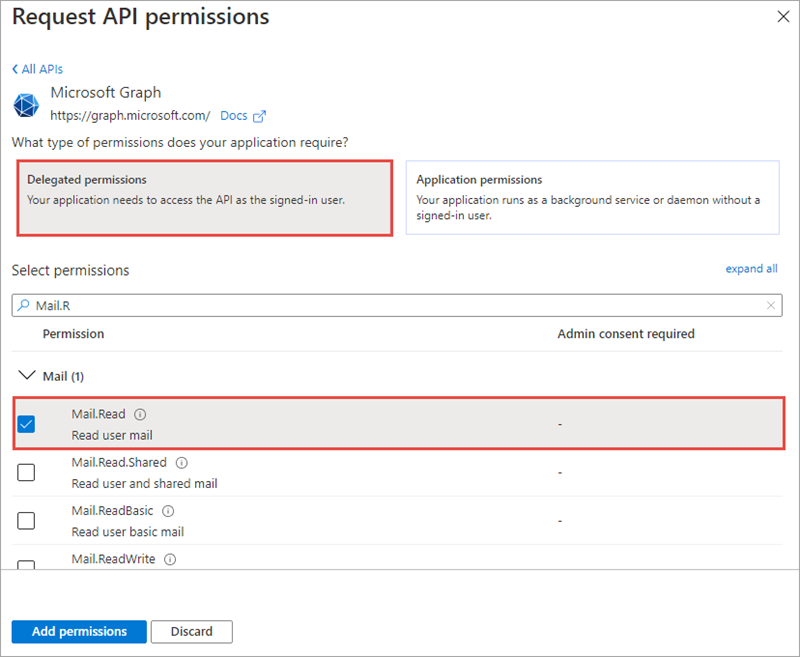 Request API permissions
All APIs
Microsoft Graph
https://graph.microsoft.com/ Docs
What type of permissions does your application require?
Delegated permissions
Your application needs to access the API as the signed-in user.
Application permissions
Your application runs as a background service or daemon without a
signed-in user.
Select permissions
expand all
Mail.R
Permission Admin consent required
Mail (1)
Mail.Read
Read user mail
-
Mail.Read.Shared
Read user and shared mail
-
Mail.ReadBasic
Read user basic mail
-
Mail.ReadWrite
Add permissions Discard